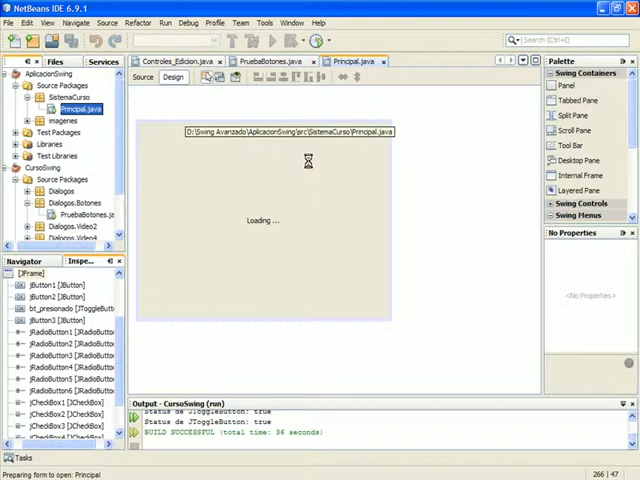 NetBeans IDE 6.9.1
File Edit View Navigate Source Refactor Run Debug Profile Team Tools Window Help
Search (Ctrl+I)
Files Services
AplicacionSwing
Source Packages
SistemaCurso
Principal.java
imagenes
Test Packages
Libraries
Test Libraries
CursoSwing
Source Packages
Dialogos
Dialogos.Botones
PruebaBotones.ja
Dialogos.Video2
Dialogos.Video4
Controles_Edicion.java PruebaBotones.java Principal.java
Source Design
D:\Swing Avanzado\AplicacionSwing\src\SistemaCurso\Principal.java
Loading ...
Palette
Swing Containers
Panel
Tabbed Pane
Split Pane
Scroll Pane
Tool Bar
Desktop Pane
Internal Frame
Layered Pane
Swing Controls
Swing Menus
No Properties
<No Properties>
Navigator Inspe...
[JFrame]
jButton1 [JButton]
jButton2 [JButton]
bt_presionado [JToggleButton
jButton3 [JButton]
jRadioButton1 [JRadioButton
jRadioButton2 [JRadioButton
jRadioButton3 [JRadioButton
jRadioButton4 [JRadioButton
jRadioButton5 [JRadioButton
jRadioButton6 [JRadioButton
jCheckBox1 [JCheckBox]
jCheckBox2 [JCheckBox]
jCheckBox3 [JCheckBox]
jCheckBox4 [JCheckBox]
Output - CursoSwing (run)
Status de JToggleButton: true
Status de JToggleButton: true
BUILD SUCCESSFUL (total time: 36 seconds)
Tasks
Preparing form to open: Principal
266 | 47